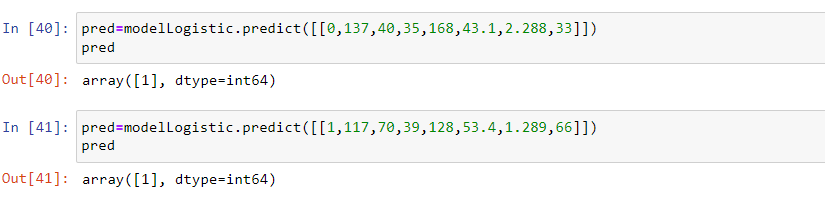 In [40]: pred=modelLogistic.predict([[0,137,40,35,168,43.1,2.288,33]])
pred
Out[40]: array([1], dtype=int64)
In [41]: pred=modelLogistic.predict([[1,117,70,39,128,53.4,1.289,66]])
pred
Out[41]: array([1], dtype=int64)